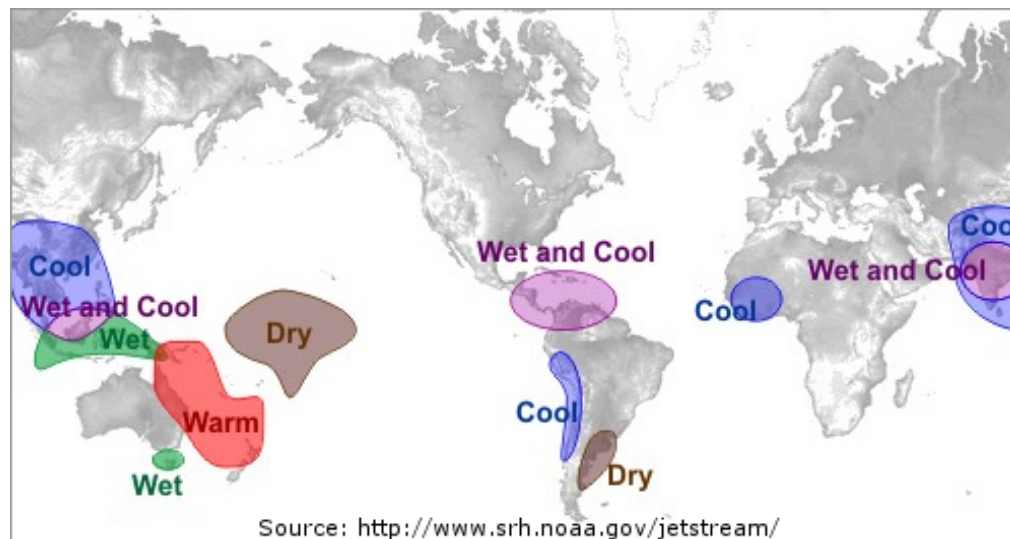 Cool
Wet and Cool
Wet
Warm
Wet
Dry
Wet and Cool
Cool
Dry
Cool
Coo
Wet and Cool
Source: http://www.srh.noaa.gov/jetstream/